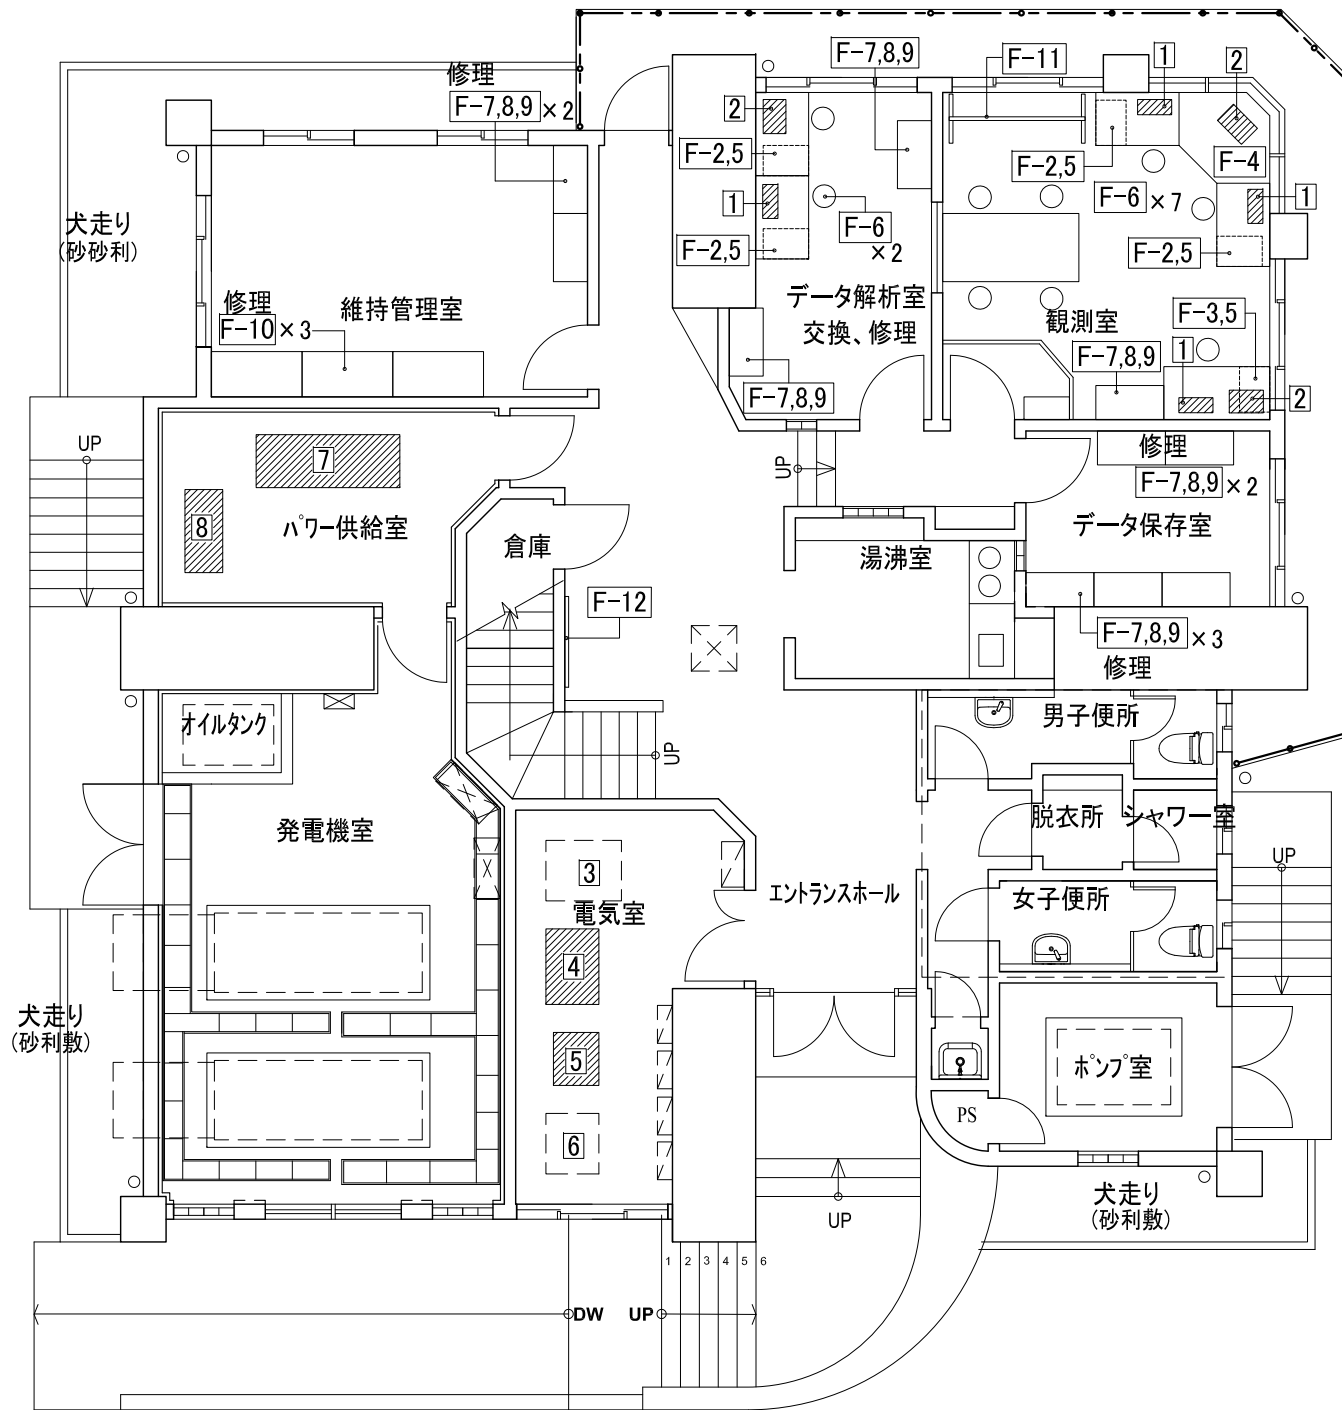 修理
F-7,8,9 ×2
F-7,8,9
F-11
1
2
2
F-2,5
F-2,5
F-4
F-6 ×7
1
1
F-6
×2
F-2,5
F-2,5
犬走り
(砂砂利)
修理
F-10 ×3
維持管理室
データ解析室
交換、修理
観測室
F-3,5
F-7,8,9
1
2
F-7,8,9
UP
7
8
パワー供給室
倉庫
UP
修理
F-7,8,9 ×2
データ保存室
湯沸室
F-12
F-7,8,9 ×3
修理
オイルタンク
男子便所
UP
発電機室
脱衣所
シャワー室
3
電気室
エントランスホール
女子便所
UP
4
犬走り
(砂利敷)
5
ポンプ室
6
PS
犬走り
(砂利敷)
UP
1 2 3 4 5 6
DW
UP